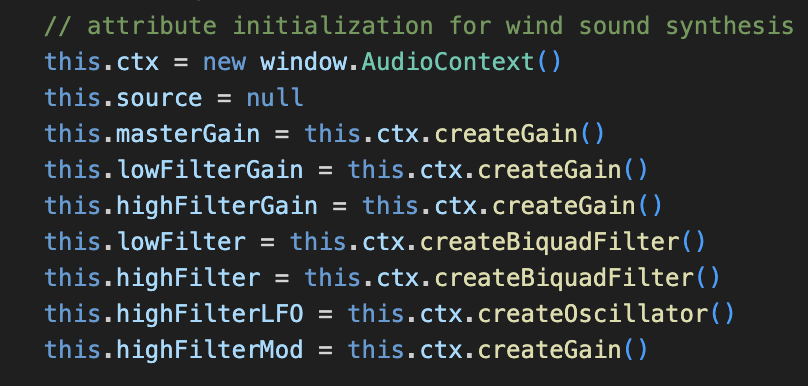 // attribute initialization for wind sound synthesis
this.ctx = new window.AudioContext()
this.source = null
this.masterGain = this.ctx.createGain()
this.lowFilterGain = this.ctx.createGain()
this.highFilterGain = this.ctx.createGain()
this.lowFilter = this.ctx.createBiquadFilter()
this.highFilter = this.ctx.createBiquadFilter()
this.highFilterLFO = this.ctx.createOscillator()
this.highFilterMod = this.ctx.createGain()